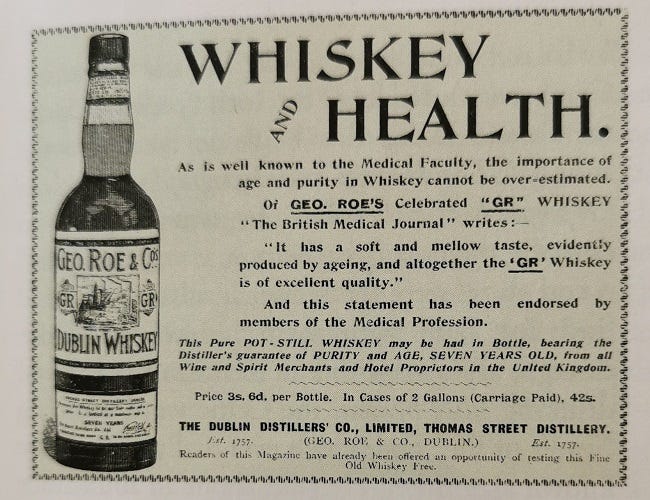 WHISKEY
AND
HEALTH.
As is well known to the Medical Faculty, the importance of
age and purity in Whiskey cannot be over=estimated.
Of GEO. ROE'S Celebrated "GR" WHISKEY
"The British Medical Journal" writes:—
"It has a soft and mellow taste, evidently
produced by ageing, and altogether the 'GR' Whiskey
is of excellent quality."
And this statement has been endorsed by
members of the Medical Profession.
This Pure POT-STILL WHISKEY may be had in Bottle, bearing the
Distiller's guarantee of PURITY and AGE, SEVEN YEARS OLD, from all
Wine and Spirit Merchants and Hotel Proprietors in the United Kingdom.
Price 3s. 6d. per Bottle. In Cases of 2 Gallons (Carriage Paid), 42s.
THE DUBLIN DISTILLERS' CO., LIMITED, THOMAS STREET DISTILLERY.
Est. 1757. (GEO. ROE & CO., DUBLIN.) Est. 1757.
Readers of this Magazine have already been offered an opportunity of testing this Fine
Old Whiskey Free.
THE DUBLIN DISTILLERS COMPANY
GEO. ROE & Co's
GR GR
DUBLIN WHISKEY
THOMAS STREET DISTILLERY DUBLIN
SEVEN YEARS